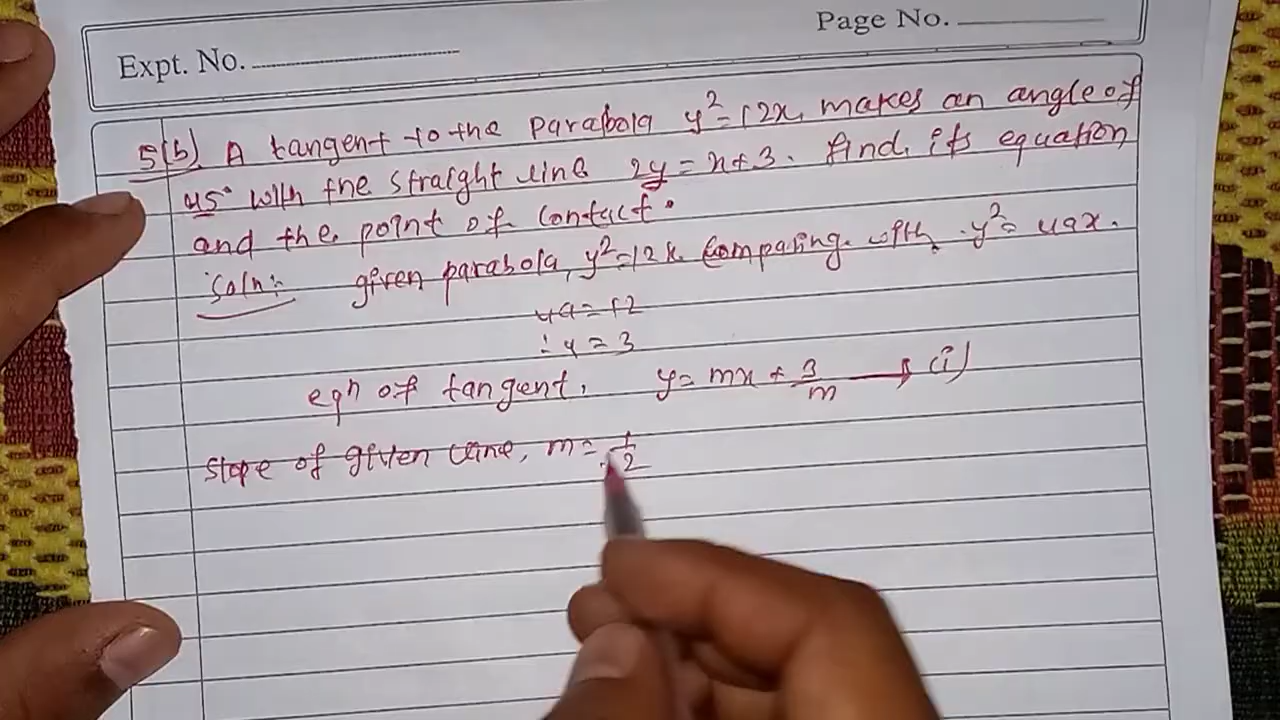 Page No.
Expt. No.
5(b) A tangent to the parabola y²=12x makes an angle of
45° with the straight line 2y = x+3. find its equation
and the point of contact.
Soln:- given parabola, y²=12x comparing with y² = 4ax.
4a=12
∴ a = 3
eqn of tangent, y= mx + 3/m → (i)
slope of given line, m = 1/2